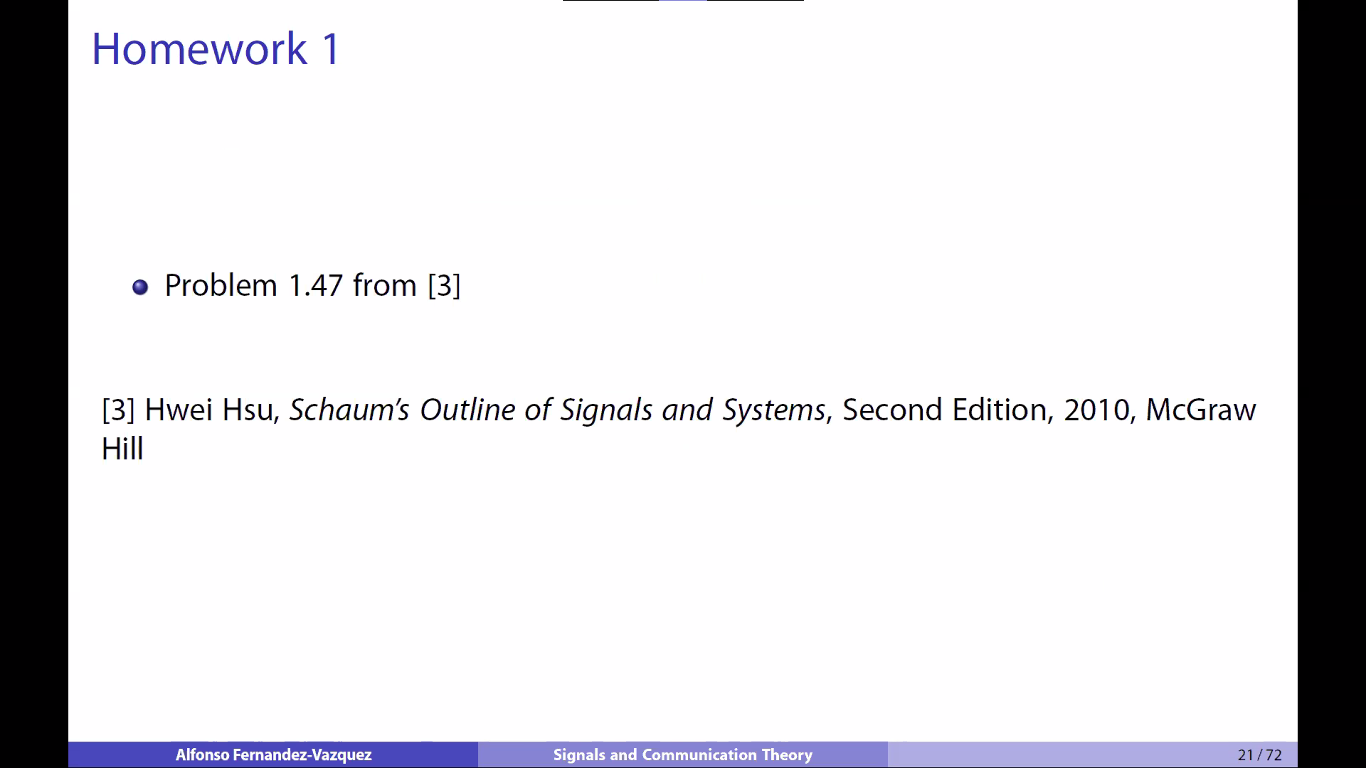 Homework 1
Problem 1.47 from [3]
[3] Hwei Hsu, Schaum's Outline of Signals and Systems, Second Edition, 2010, McGraw
Hill
Alfonso Fernandez-Vazquez
Signals and Communication Theory
21 / 72